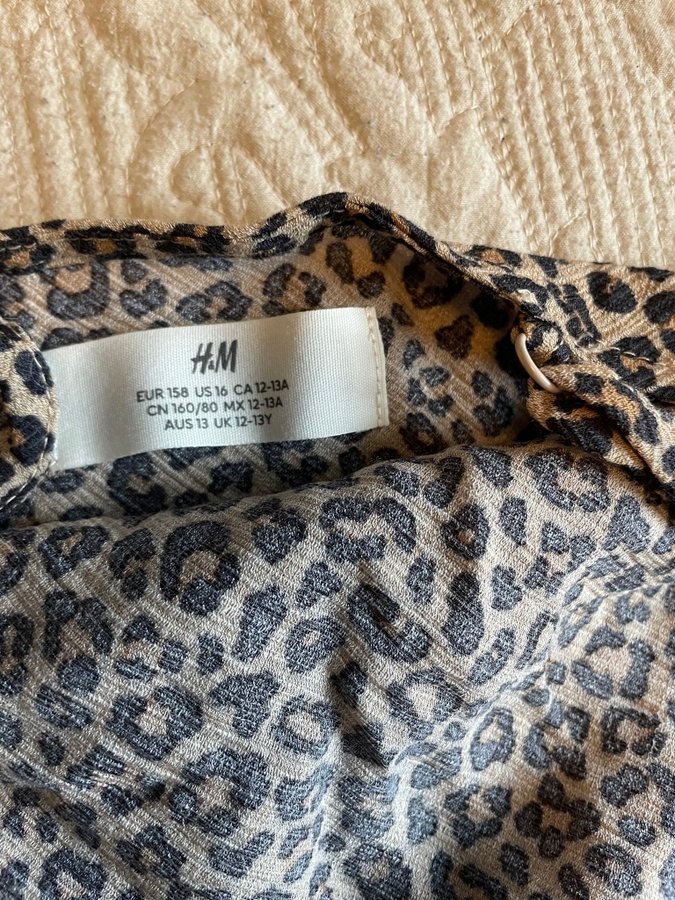 H&M
EUR 158 US 16 CA 12-13A
CN 160/80 MX 12-13A
AUS 13 UK 12-13Y